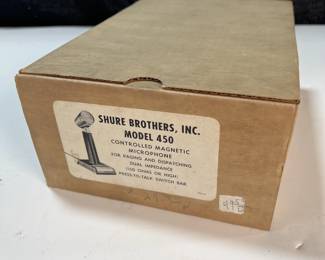 SHURE BROTHERS, INC.
MODEL 450
CONTROLLED MAGNETIC
MICROPHONE
FOR PAGING AND DISPATCHING
DUAL IMPEDANCE
(150 OHMS OR HIGH)
PRESS-TO-TALK SWITCH BAR